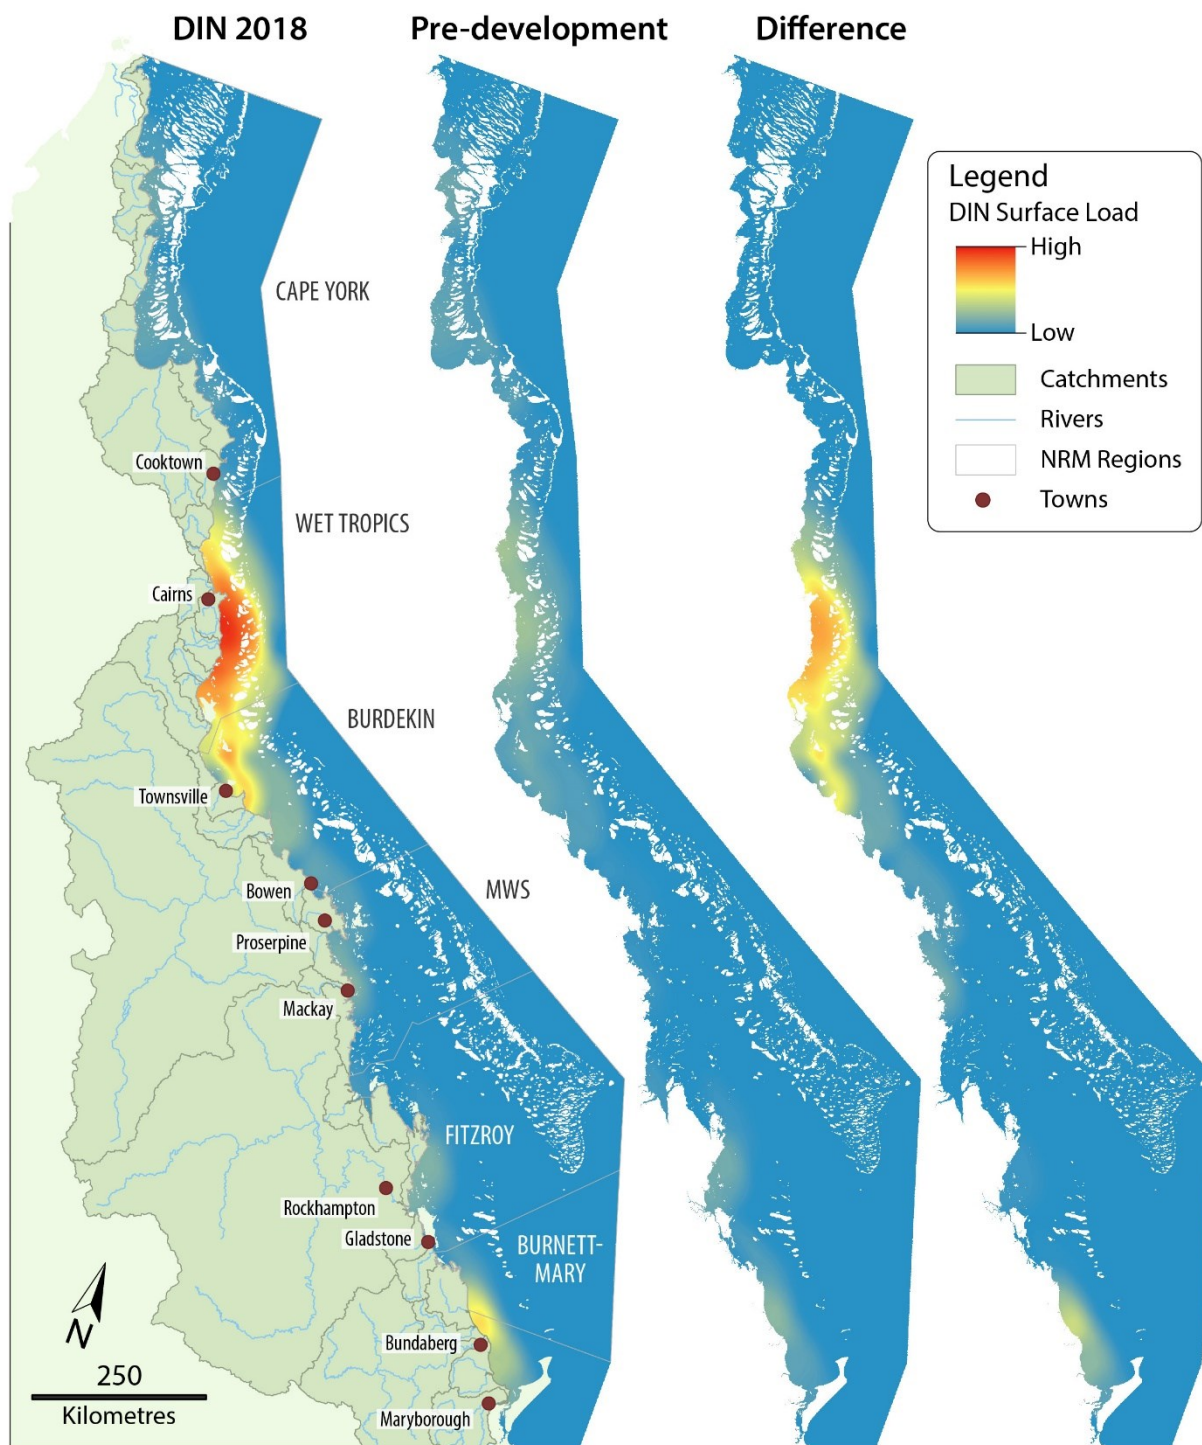 DIN 2018
Pre-development
Difference
Legend
DIN Surface Load
High
Low
Catchments
Rivers
NRM Regions
Towns
CAPE YORK
Cooktown
WET TROPICS
Cairns
BURDEKIN
Townsville
Bowen
MWS
Proserpine
Mackay
FITZROY
Rockhampton
Gladstone
BURNETT-
MARY
N
Bundaberg
250
Kilometres
Maryborough